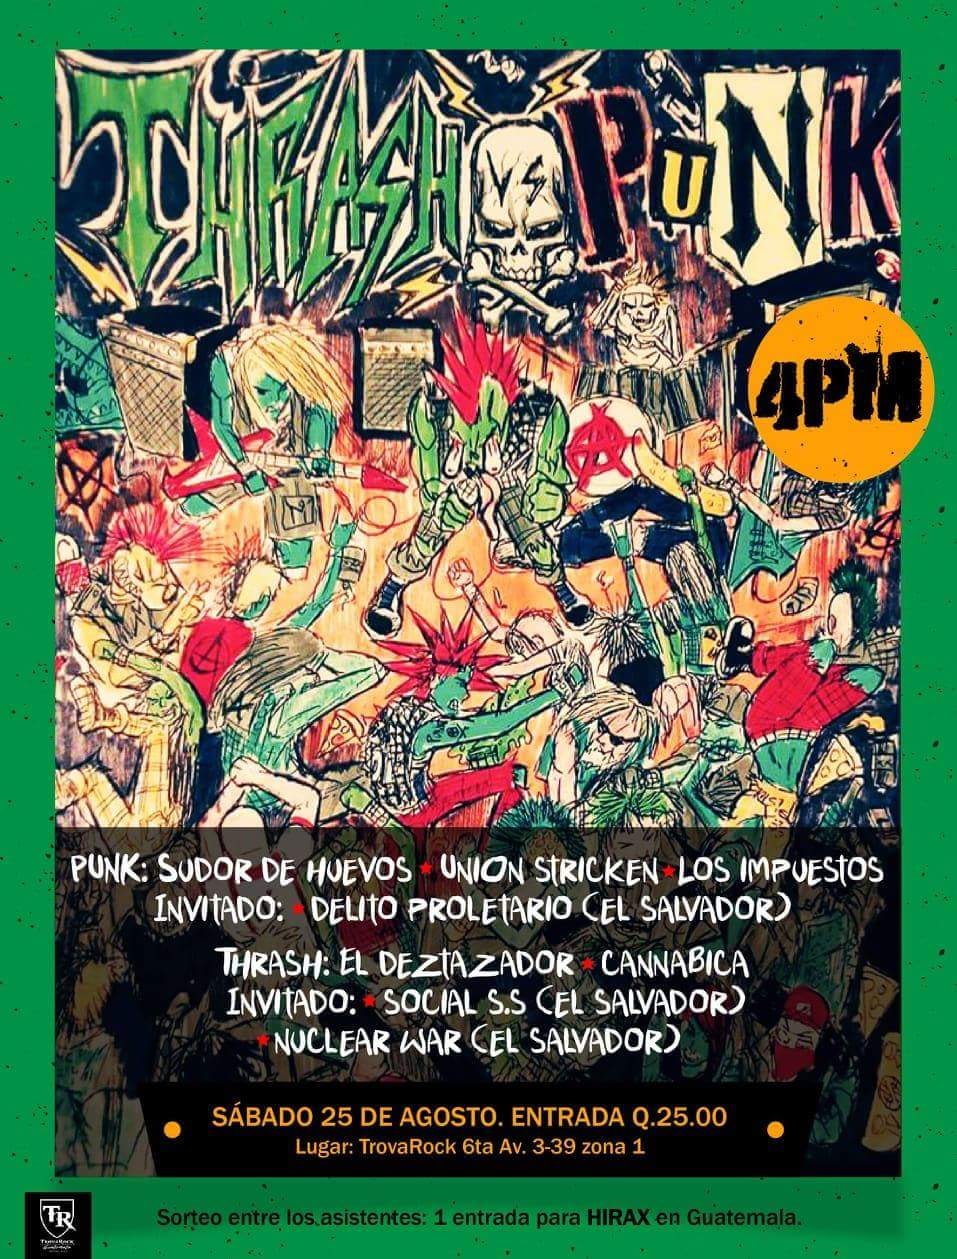 THRASH VS PUNK
4PM
PUNK: SUDOR DE HUEVOS * UNION STRICKEN * LOS IMPUESTOS
INVITADO: * DELITO PROLETARIO (EL SALVADOR)
THRASH: EL DEZTAZADOR * CANNABICA
INVITADO: * SOCIAL S.S (EL SALVADOR)
* NUCLEAR WAR (EL SALVADOR)
SÁBADO 25 DE AGOSTO. ENTRADA Q.25.00
Lugar: TrovaRock 6ta Av. 3-39 zona 1
TR
TROVAROCK
Guatemala
Sorteo entre los asistentes: 1 entrada para HIRAX en Guatemala.